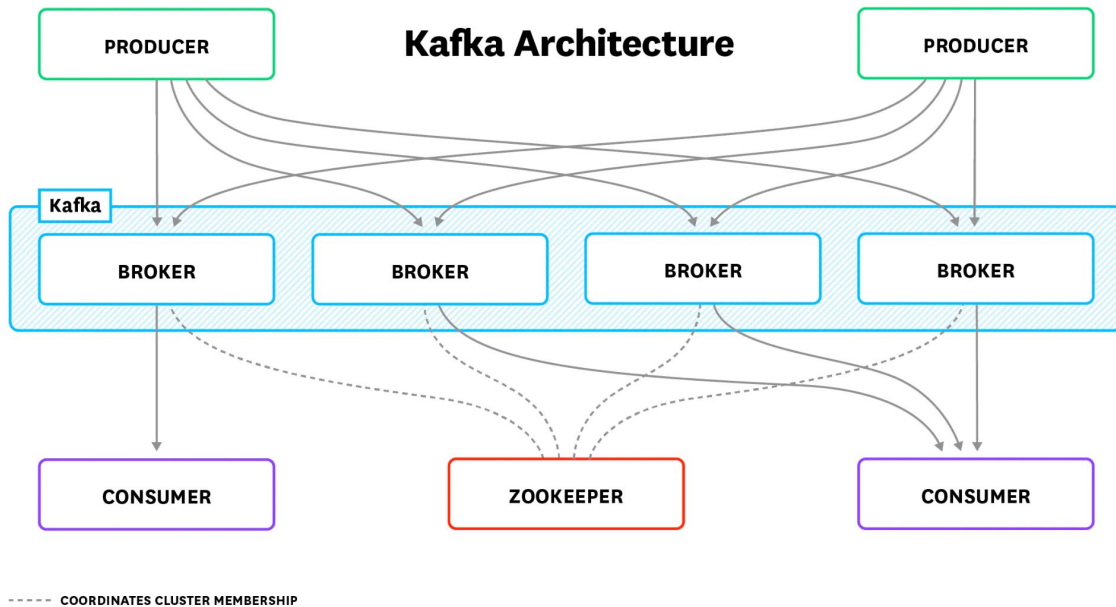 PRODUCER
Kafka Architecture
PRODUCER
Kafka
BROKER
BROKER
BROKER
BROKER
CONSUMER
ZOOKEEPER
CONSUMER
COORDINATES CLUSTER MEMBERSHIP